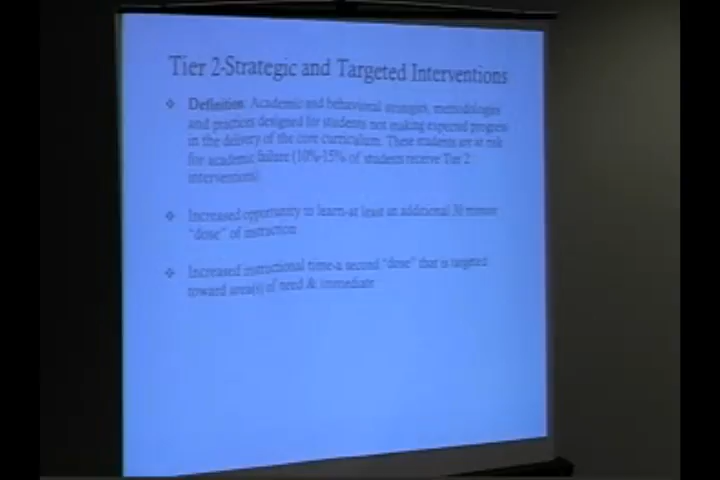 Tier 2-Strategic and Targeted Interventions
❖ Definition: Academic and behavioral strategies, methodologies
and practices designed for students not making expected progress
in the delivery of the core curriculum. These students are at risk
for academic failure (10%-15% of students receive Tier 2
interventions)
❖ Increased opportunity to learn-at least an additional 30 minute
"dose" of instruction
❖ Increased instructional time-a second "dose" that is targeted
toward area(s) of need & immediate